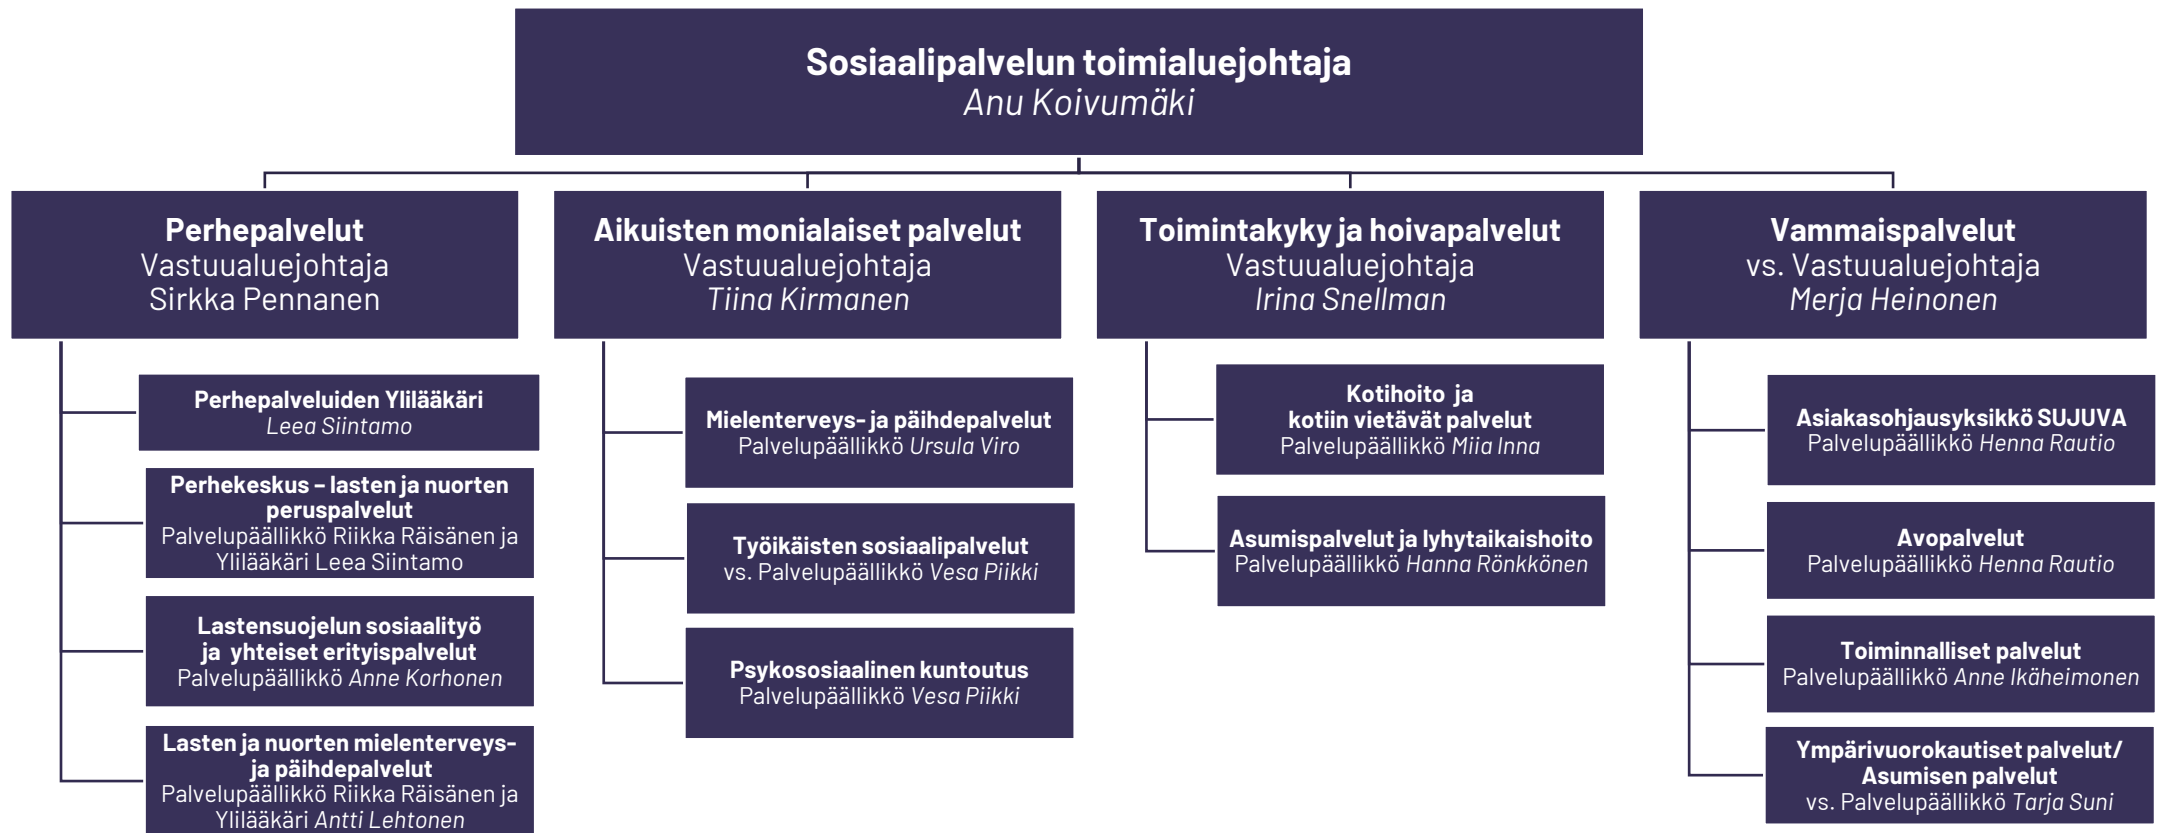 Sosiaalipalvelun toimialuejohtaja
Anu Koivumäki
Perhepalvelut
Vastuualuejohtaja
Sirkka Pennanen
Perhepalveluiden Ylilääkäri
Leea Siintamo
Perhekeskus – lasten ja nuorten
peruspalvelut
Palvelupäällikkö Riikka Räisänen ja
Ylilääkäri Leea Siintamo
Lastensuojelun sosiaalityö
ja yhteiset erityispalvelut
Palvelupäällikkö Anne Korhonen
Lasten ja nuorten mielenterveys-
ja päihdepalvelut
Palvelupäällikkö Riikka Räisänen ja
Ylilääkäri Antti Lehtonen
Aikuisten monialaiset palvelut
Vastuualuejohtaja
Tiina Kirmanen
Mielenterveys- ja päihdepalvelut
Palvelupäällikkö Ursula Viro
Työikäisten sosiaalipalvelut
vs. Palvelupäällikkö Vesa Piikki
Psykososiaalinen kuntoutus
Palvelupäällikkö Vesa Piikki
Toimintakyky ja hoivapalvelut
Vastuualuejohtaja
Irina Snellman
Kotihoito ja
kotiin vietävät palvelut
Palvelupäällikkö Miia Inna
Asumispalvelut ja lyhytaikaishoito
Palvelupäällikkö Hanna Rönkkönen
Vammaispalvelut
vs. Vastuualuejohtaja
Merja Heinonen
Asiakasohjausyksikkö SUJUVA
Palvelupäällikkö Henna Rautio
Avopalvelut
Palvelupäällikkö Henna Rautio
Toiminnalliset palvelut
Palvelupäällikkö Anne Ikäheimonen
Ympärivuorokautiset palvelut/
Asumisen palvelut
vs. Palvelupäällikkö Tarja Suni